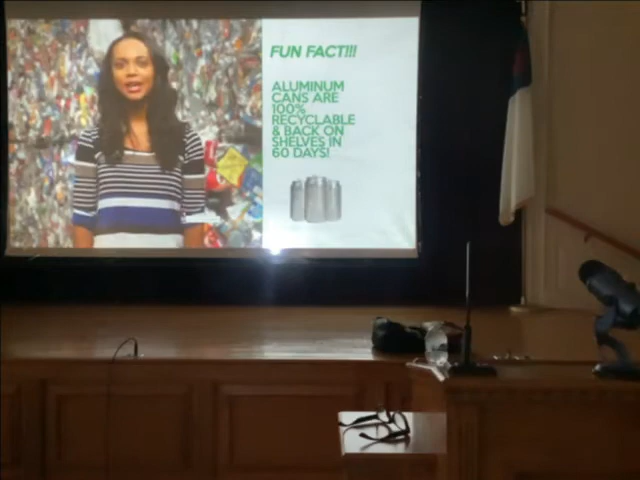 FUN FACT!!!
ALUMINUM
CANS ARE
100%
RECYCLABLE
& BACK ON
SHELVES IN
60 DAYS!